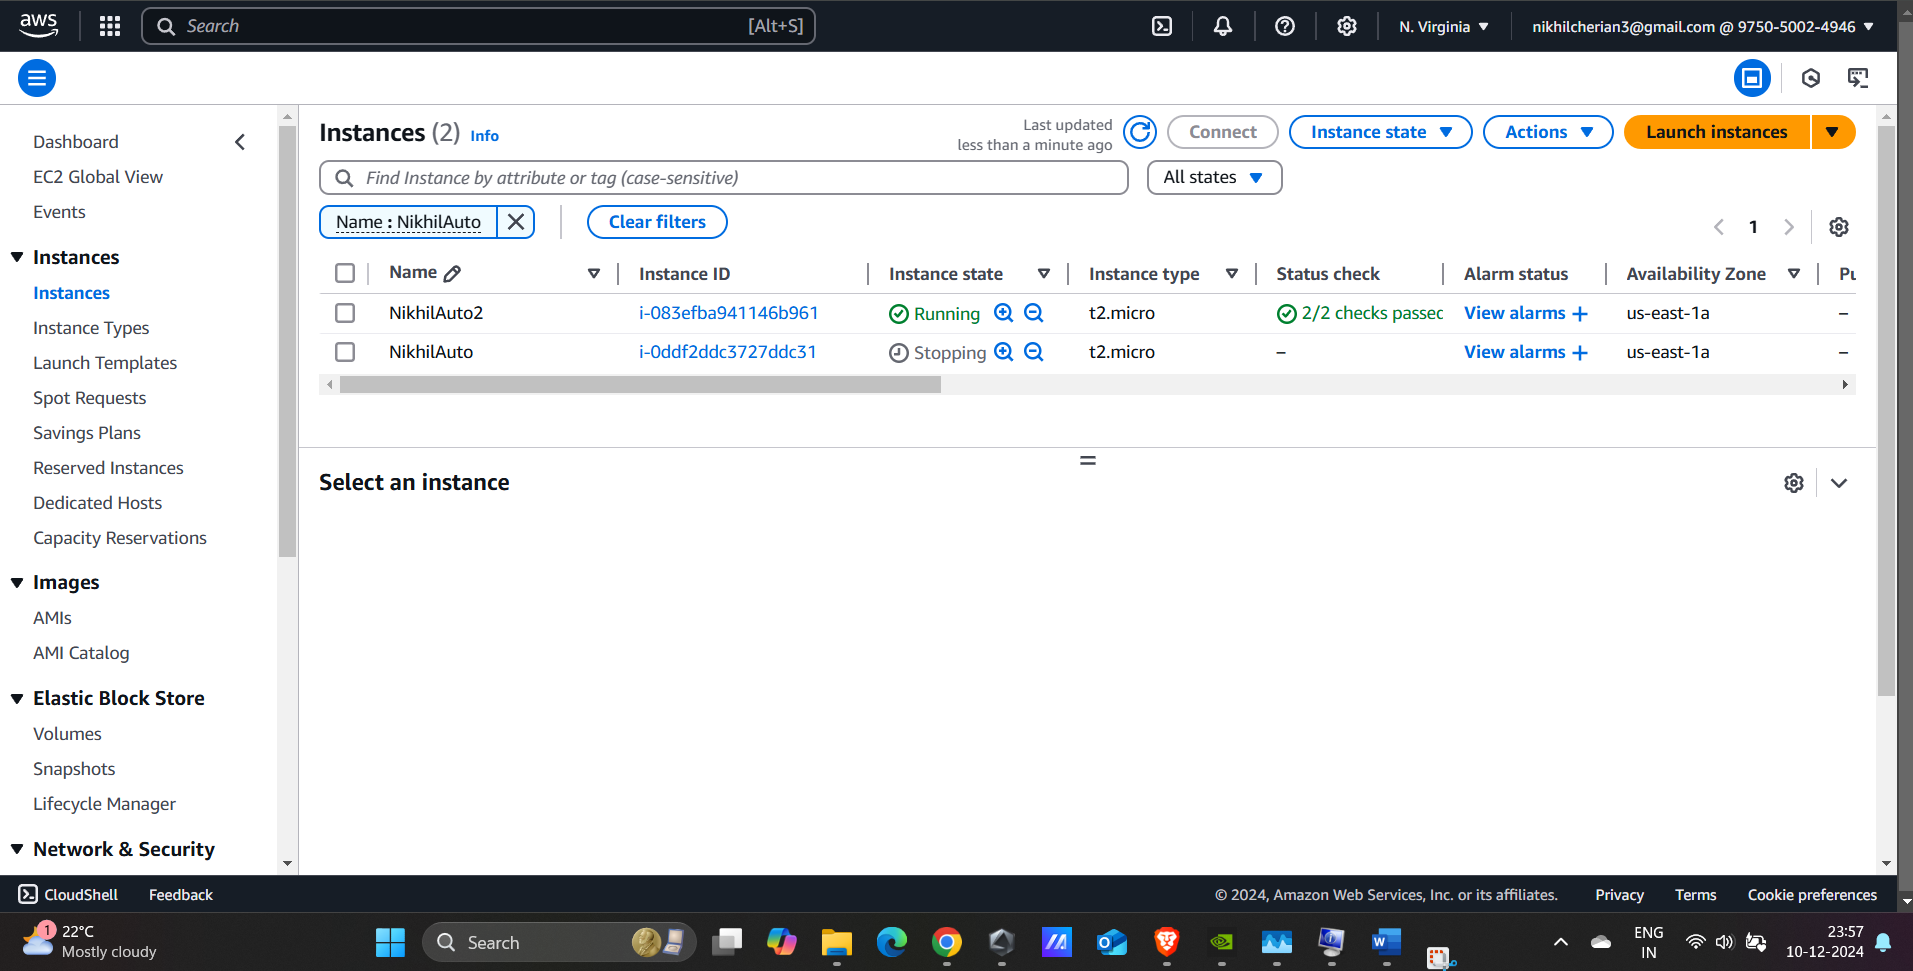 aws
Search [Alt+S]
N. Virginia
nikhilcherian3@gmail.com @ 9750-5002-4946
Dashboard
EC2 Global View
Events
Instances
Instances
Instance Types
Launch Templates
Spot Requests
Savings Plans
Reserved Instances
Dedicated Hosts
Capacity Reservations
Images
AMIs
AMI Catalog
Elastic Block Store
Volumes
Snapshots
Lifecycle Manager
Network & Security
Instances (2) Info
Last updated
less than a minute ago
Connect
Instance state
Actions
Launch instances
Find Instance by attribute or tag (case-sensitive)
All states
Name : NikhilAuto
Clear filters
1
Name Instance ID Instance state Instance type Status check Alarm status Availability Zone Pu
NikhilAuto2 i-083efba941146b961 Running t2.micro 2/2 checks passec View alarms + us-east-1a –
NikhilAuto i-0ddf2ddc3727ddc31 Stopping t2.micro – View alarms + us-east-1a –
Select an instance
CloudShell Feedback © 2024, Amazon Web Services, Inc. or its affiliates. Privacy Terms Cookie preferences
1
22°C
Mostly cloudy
Search
ENG
IN
23:57
10-12-2024